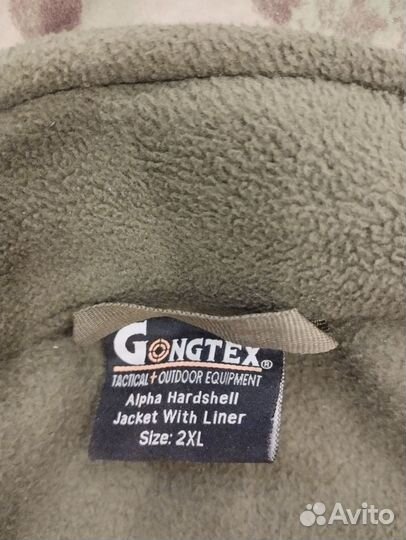 GONGTEX®
TACTICAL+OUTDOOR EQUIPMENT
Alpha Hardshell
Jacket With Liner
Size: 2XL
Avito